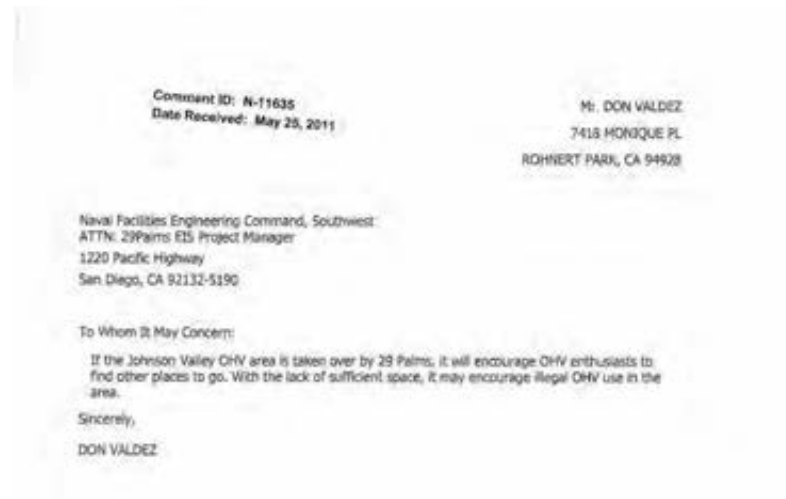 Comment ID: N-11635
Date Received: May 25, 2011
Mr. DON VALDEZ
7418 MONIQUE PL
ROHNERT PARK, CA 94928
Naval Facilities Engineering Command, Southwest
ATTN: 29Palms EIS Project Manager
1220 Pacific Highway
San Diego, CA 92132-5190
To Whom It May Concern:
If the Johnson Valley OHV area is taken over by 29 Palms, it will encourage OHV enthusiasts to
find other places to go. With the lack of sufficient space, it may encourage illegal OHV use in the
area.
Sincerely,
DON VALDEZ